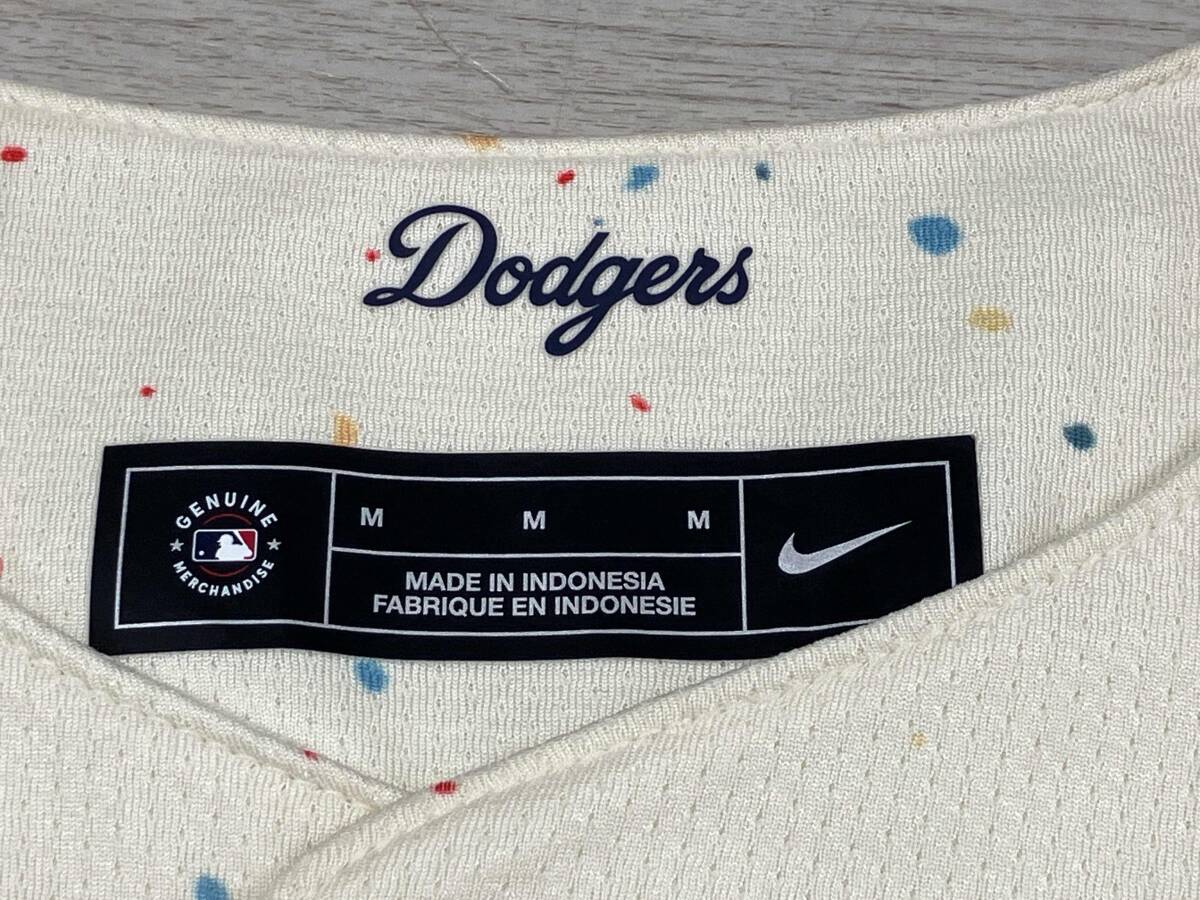 Dodgers
GENUINE
MERCHANDISE
M M M
MADE IN INDONESIA
FABRIQUE EN INDONESIE